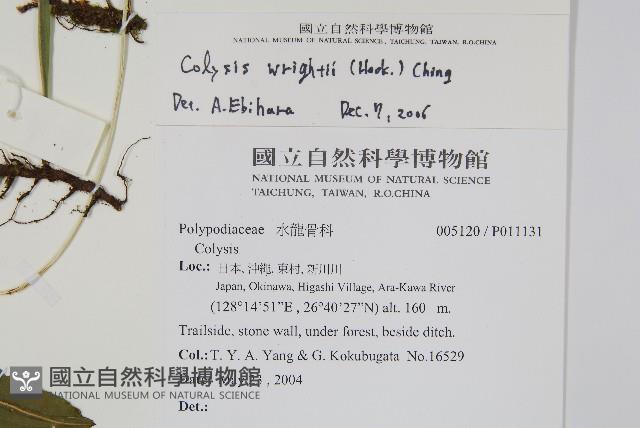 國立自然科學博物館
NATIONAL MUSEUM OF NATURAL SCIENCE, TAICHUNG, TAIWAN, R.O.CHINA
Colysis wrightii (Hook.) Ching
Det. A. Ebihara Dec. 7, 2006
國立自然科學博物館
NATIONAL MUSEUM OF NATURAL SCIENCE
TAICHUNG, TAIWAN, R.O.CHINA
Polypodiaceae 水龍骨科 005120 / P011131
Colysis
Loc.: 日本, 沖繩, 東村, 新川川
Japan, Okinawa, Higashi Village, Ara-Kawa River
(128°14'51"E , 26°40'27"N) alt. 160 m.
Trailside, stone wall, under forest, beside ditch.
Col.: T. Y. A. Yang & G. Kokubugata No.16529
國立自然科學博物館
, 2004
NATIONAL MUSEUM OF NATURAL SCIENCE
Det.: